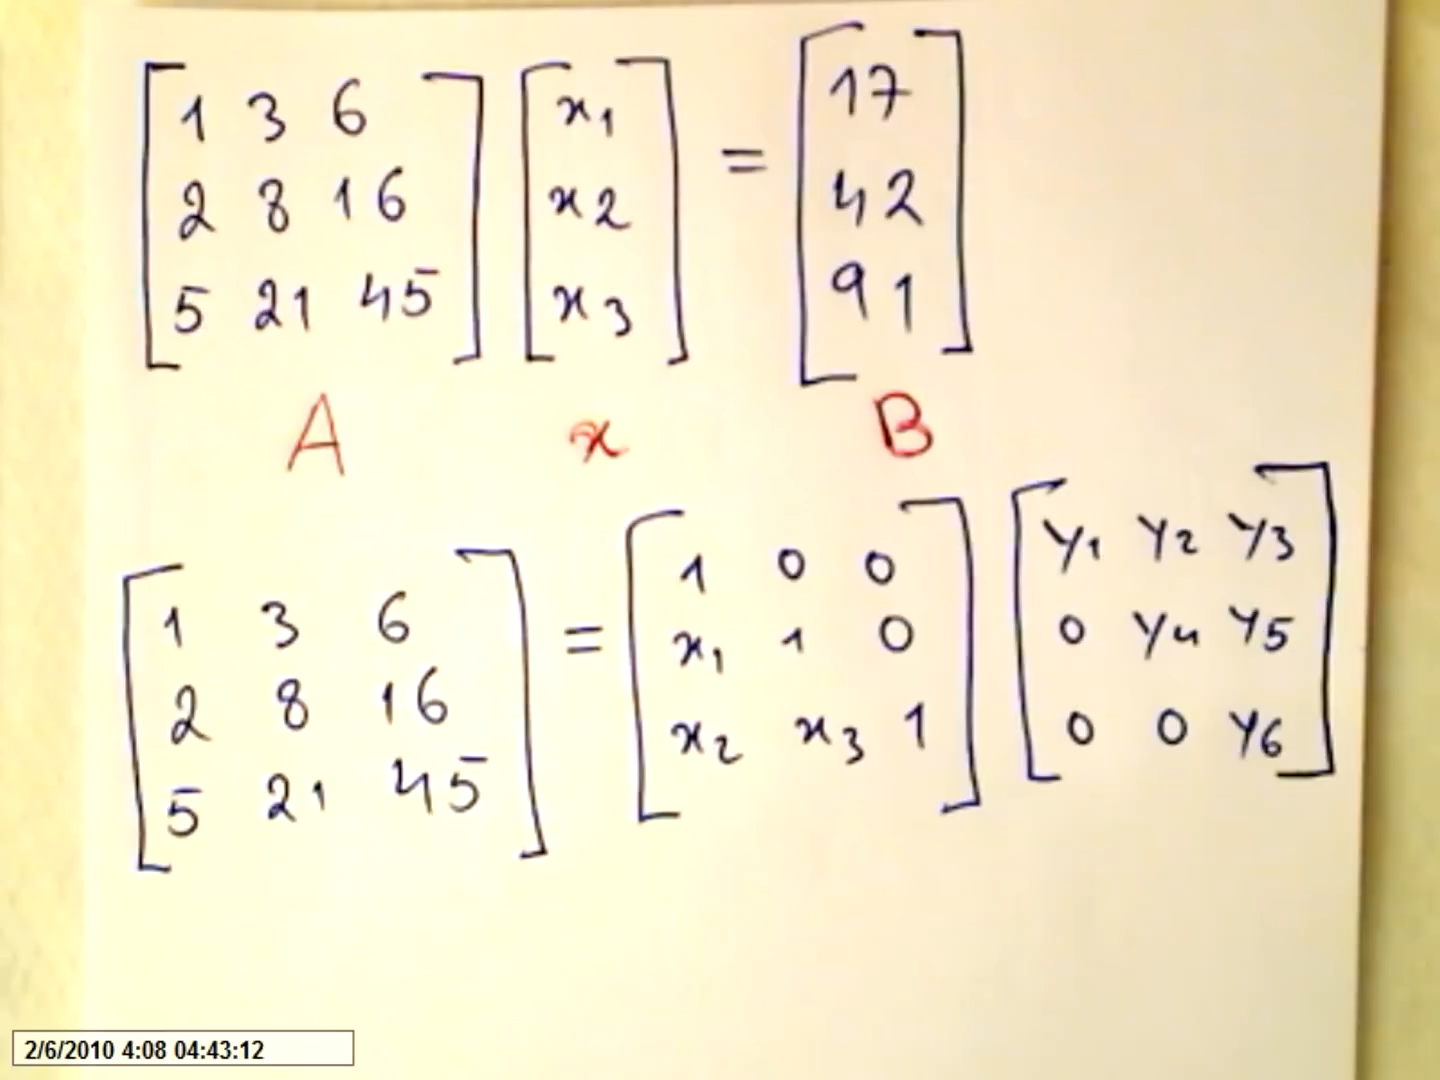 1 3 6 x1 = 17
2 8 16 x2 42
5 21 45 x3 91
A x B
1 3 6 = 1 0 0 y1 y2 y3
2 8 16 x1 1 0 0 y4 y5
5 21 45 x2 x3 1 0 0 y6
2/6/2010 4:08 04:43:12